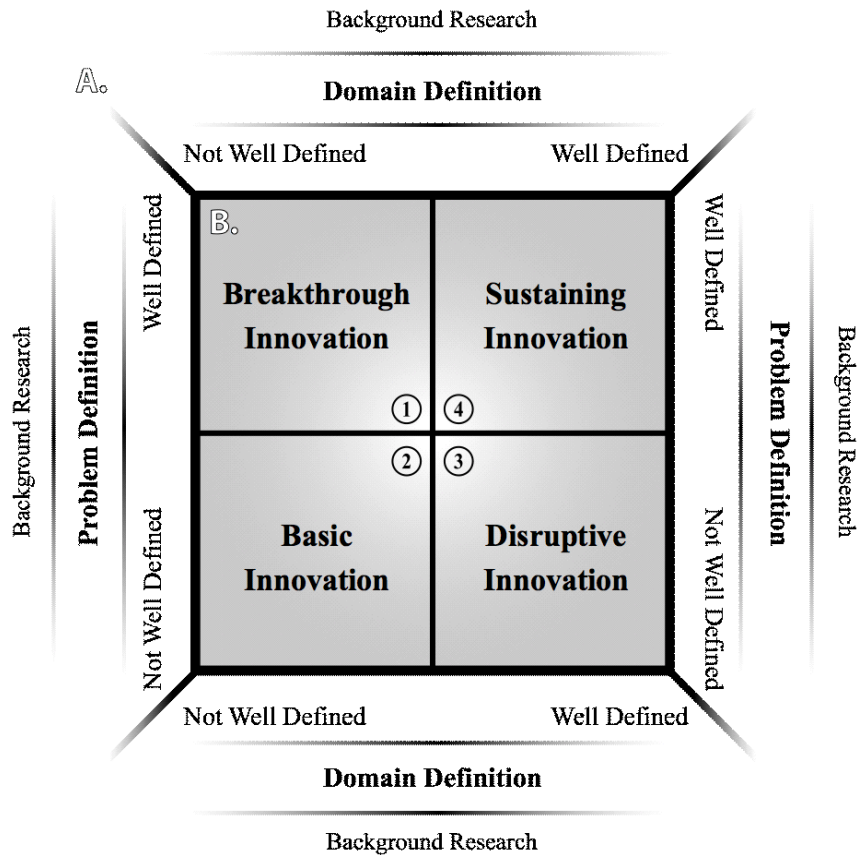 Background Research
A.
Domain Definition
Not Well Defined
Well Defined
Background Research
Problem Definition
Well Defined
Not Well Defined
B.
Breakthrough
Innovation
Sustaining
Innovation
1
4
2
3
Basic
Innovation
Disruptive
Innovation
Well Defined
Not Well Defined
Problem Definition
Background Research
Not Well Defined
Well Defined
Domain Definition
Background Research